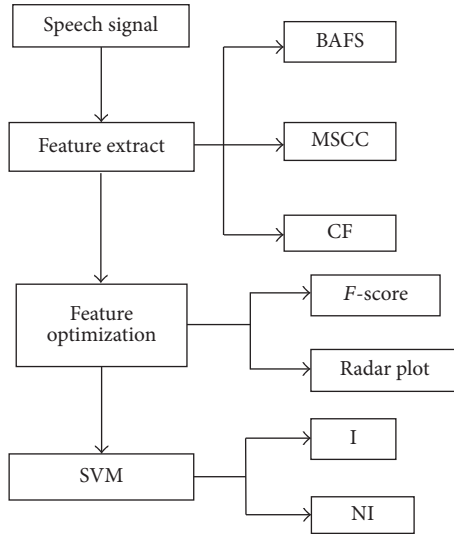 Speech signal
BAFS
Feature extract
MSCC
CF
Feature
optimization
F-score
Radar plot
SVM
I
NI